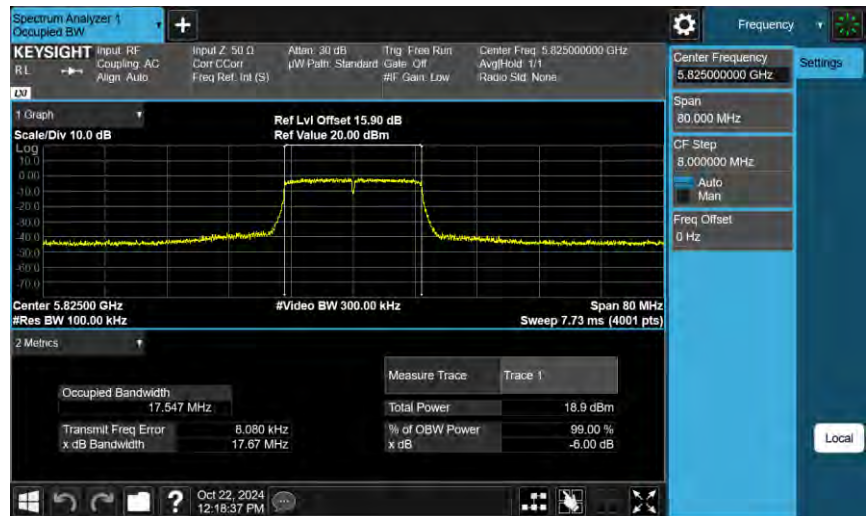 Spectrum Analyzer 1
Occupied BW
+
Frequency
KEYSIGHT
RL
LXI
Input: RF
Coupling: AC
Align: Auto
Input Z: 50 Ω
Corr CCorr
Freq Ref: Int (S)
Atten: 30 dB
µW Path: Standard
Trig: Free Run
Gate: Off
#IF Gain: Low
Center Freq: 5.825000000 GHz
Avg|Hold: 1/1
Radio Std: None
1 Graph
Scale/Div 10.0 dB
Ref Lvl Offset 15.90 dB
Ref Value 20.00 dBm
Log
10.0
0.00
-10.0
-20.0
-30.0
-40.0
-50.0
-60.0
-70.0
Center 5.82500 GHz
#Res BW 100.00 kHz
#Video BW 300.00 kHz
Span 80 MHz
Sweep 7.73 ms (4001 pts)
2 Metrics
Measure Trace Trace 1
Occupied Bandwidth
17.547 MHz
Total Power 18.9 dBm
Transmit Freq Error 8.080 kHz
% of OBW Power 99.00 %
x dB Bandwidth 17.67 MHz
x dB -6.00 dB
Center Frequency
5.825000000 GHz
Settings
Span
80.000 MHz
CF Step
8.000000 MHz
Auto
Man
Freq Offset
0 Hz
Local
?
Oct 22, 2024
12:18:37 PM